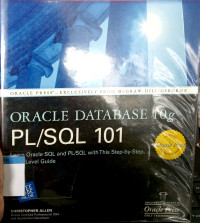 ORACLE PRESS™—EXCLUSIVELY FROM McGRAW-HILL/OSBORNE
ORACLE DATABASE 10g
PL/SQL 101
Learn Oracle SQL and PL/SQL with This Step-by-Step,
Level Guide
CHRISTOPHER ALLEN
Oracle Press